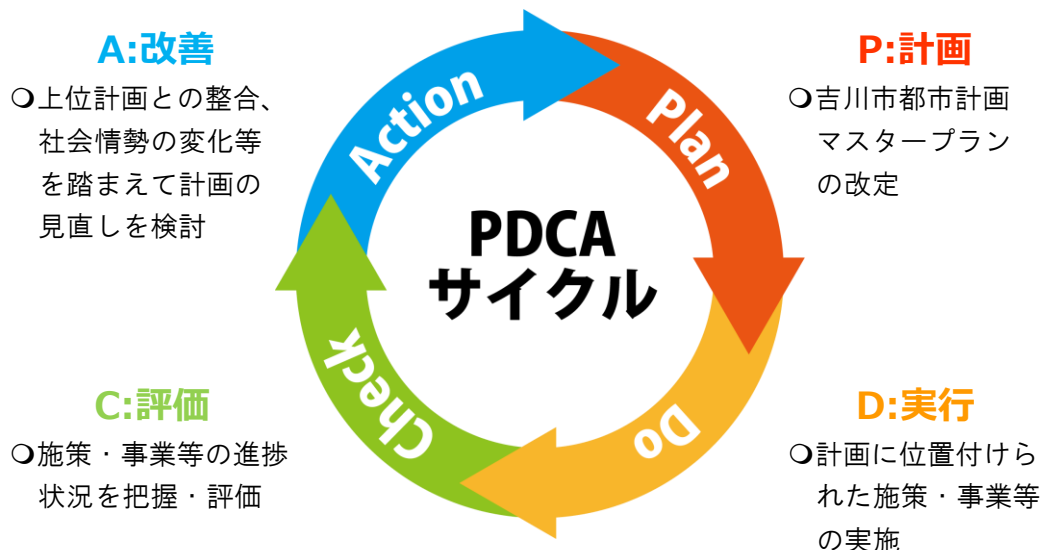 A:改善
○上位計画との整合、
社会情勢の変化等
を踏まえて計画の
見直しを検討
P:計画
○吉川市都市計画
マスタープラン
の改定
Action
Plan
PDCA
サイクル
Check
Do
C:評価
○施策・事業等の進捗
状況を把握・評価
D:実行
○計画に位置付けら
れた施策・事業等
の実施